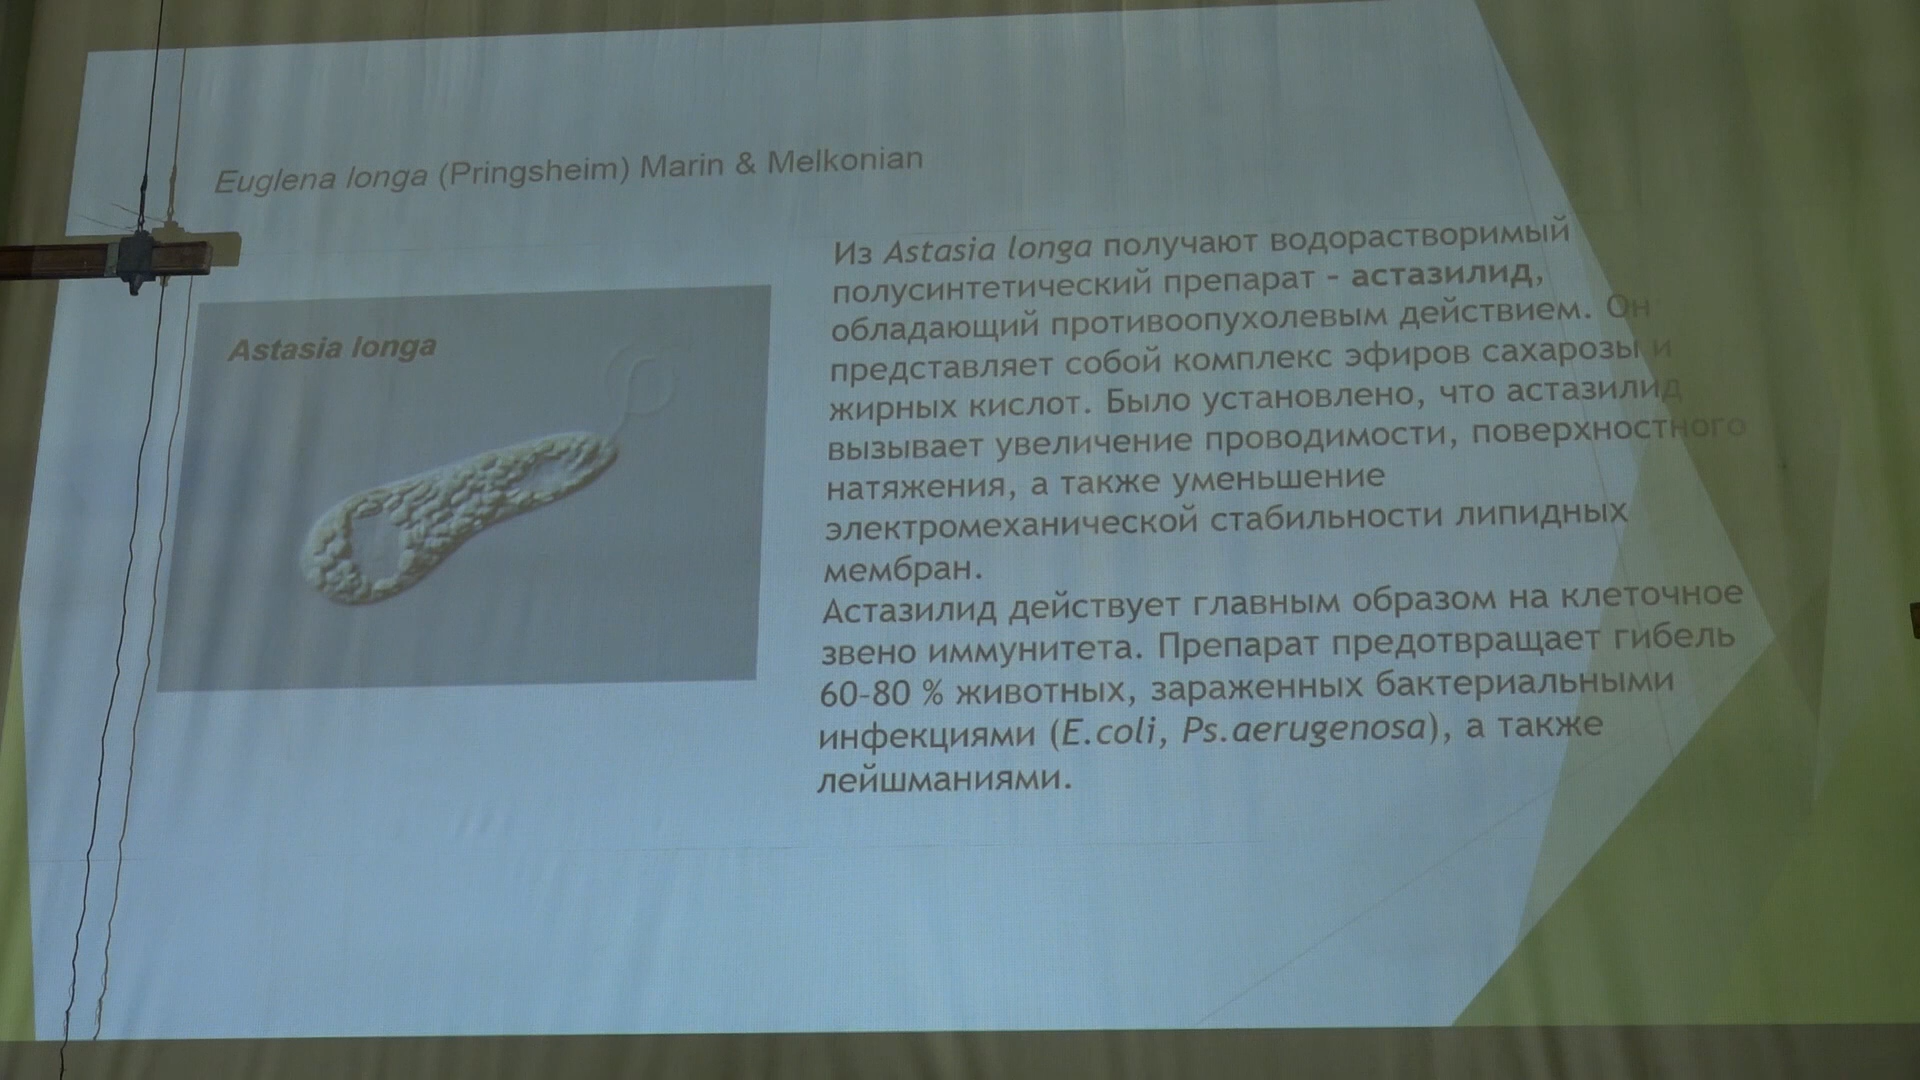 Euglena longa (Pringsheim) Marin & Melkonian
Astasia longa
Из Astasia longa получают водорастворимый
полусинтетический препарат - астазилид,
обладающий противоопухолевым действием. Он
представляет собой комплекс эфиров сахарозы и
жирных кислот. Было установлено, что астазилид
вызывает увеличение проводимости, поверхностного
натяжения, а также уменьшение
электромеханической стабильности липидных
мембран.
Астазилид действует главным образом на клеточное
звено иммунитета. Препарат предотвращает гибель
60-80 % животных, зараженных бактериальными
инфекциями (E.coli, Ps.aerugenosa), а также
лейшманиями.